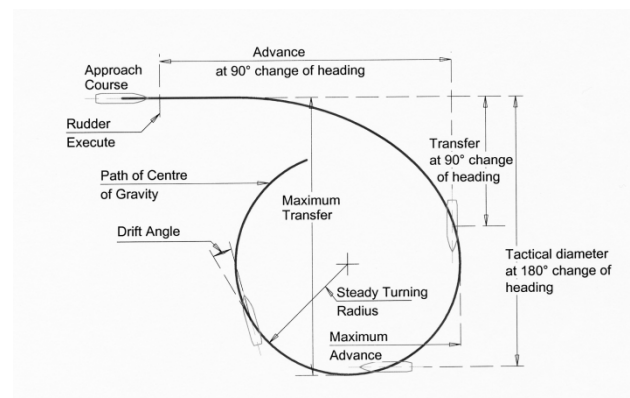 Advance
at 90° change of heading
Approach
Course
Rudder
Execute
Transfer
at 90° change
of heading
Path of Centre
of Gravity
Maximum
Transfer
Drift Angle
Tactical diameter
at 180° change of
heading
Steady Turning
Radius
Maximum
Advance